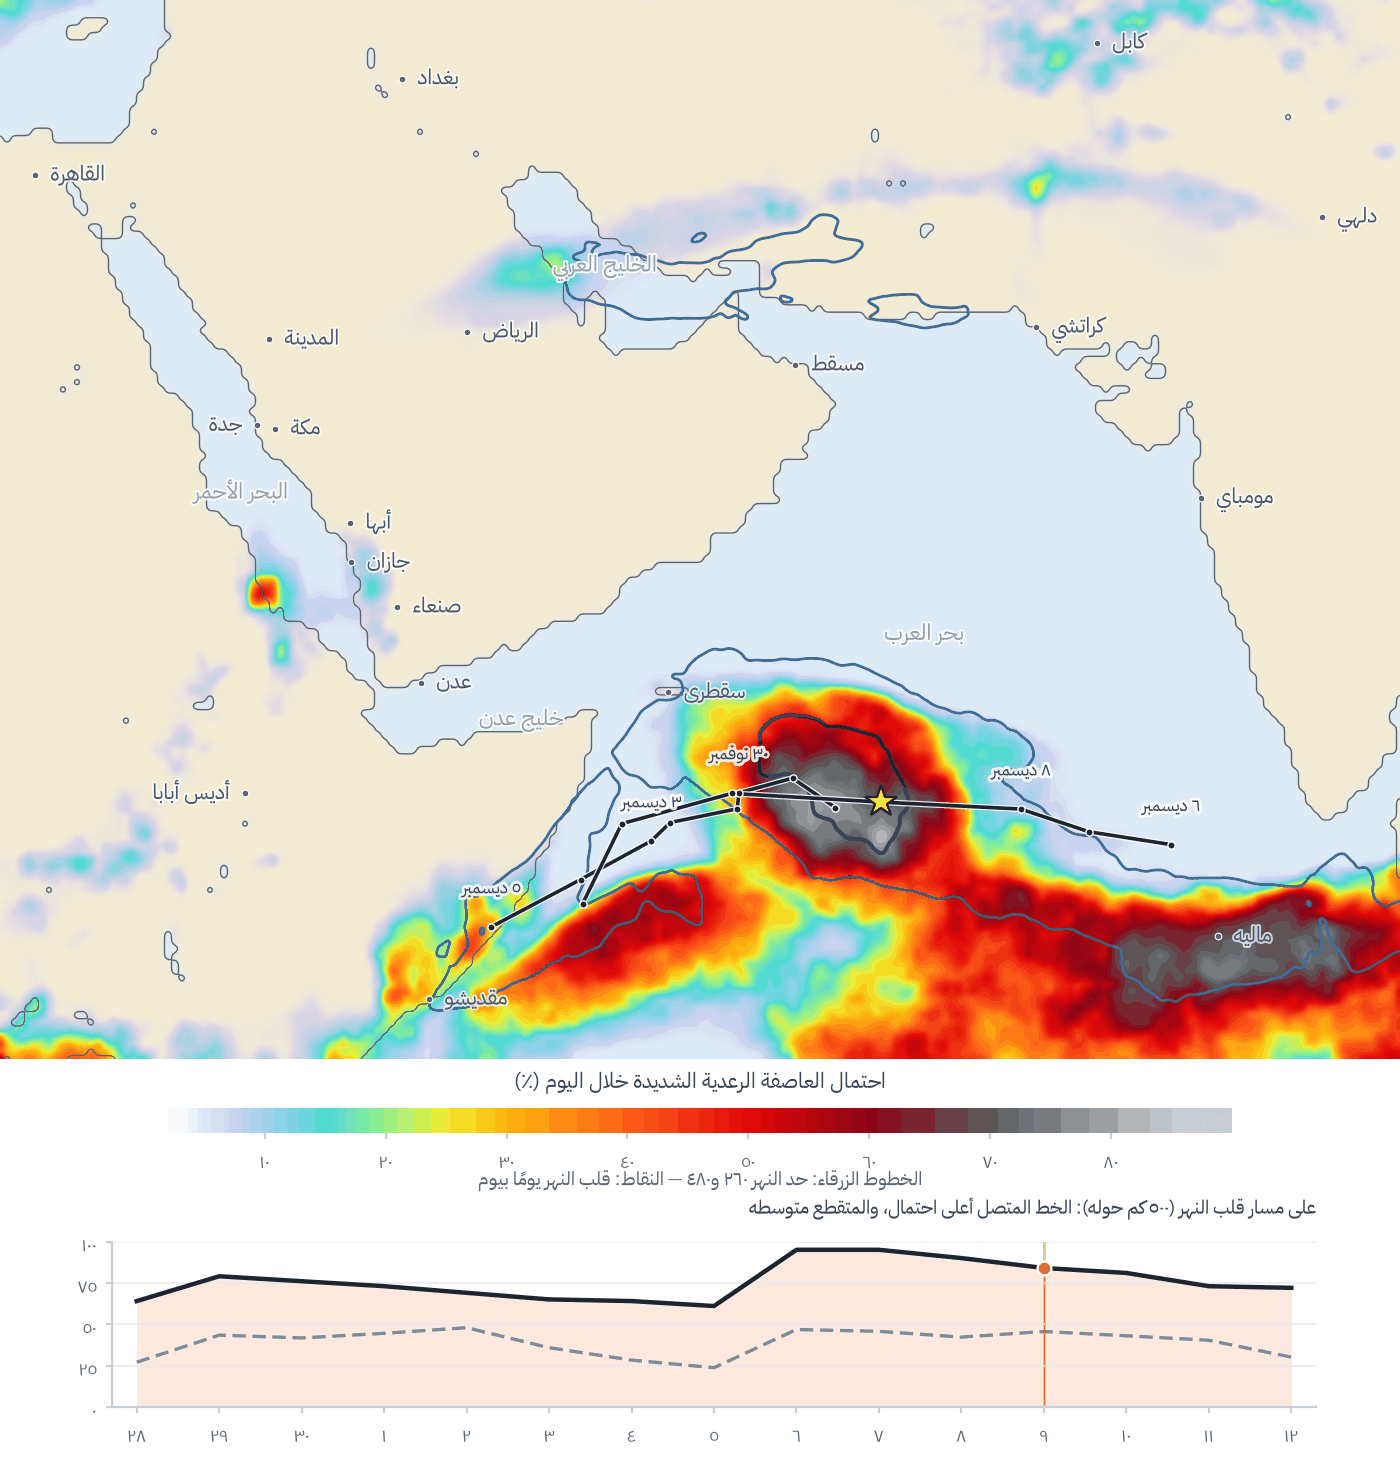 كابل
بغداد
القاهرة
دلهي
الخليج العربي
الرياض
المدينة
كراتشي
مسقط
جدة
مكة
البحر الأحمر
مومباي
أبها
جازان
صنعاء
بحر العرب
عدن
سقطرى
خليج عدن
٣٠ نوفمبر
٨ ديسمبر
أديس أبابا
٣ ديسمبر
٦ ديسمبر
٥ ديسمبر
ماليه
مقديشو
احتمال العاصفة الرعدية الشديدة خلال اليوم (٪)
١٠ ٢٠ ٣٠ ٤٠ ٥٠ ٦٠ ٧٠ ٨٠
الخطوط الزرقاء: حد النهر ٢٦٠ و٤٨٠ — النقاط: قلب النهر يومًا بيوم
على مسار قلب النهر (٥٠٠ كم حوله): الخط المتصل أعلى احتمال، والمتقطع متوسطه
١٠٠
٧٥
٥٠
٢٥
٠
٢٨ ٢٩ ٣٠ ١ ٢ ٣ ٤ ٥ ٦ ٧ ٨ ٩ ١٠ ١١ ١٢